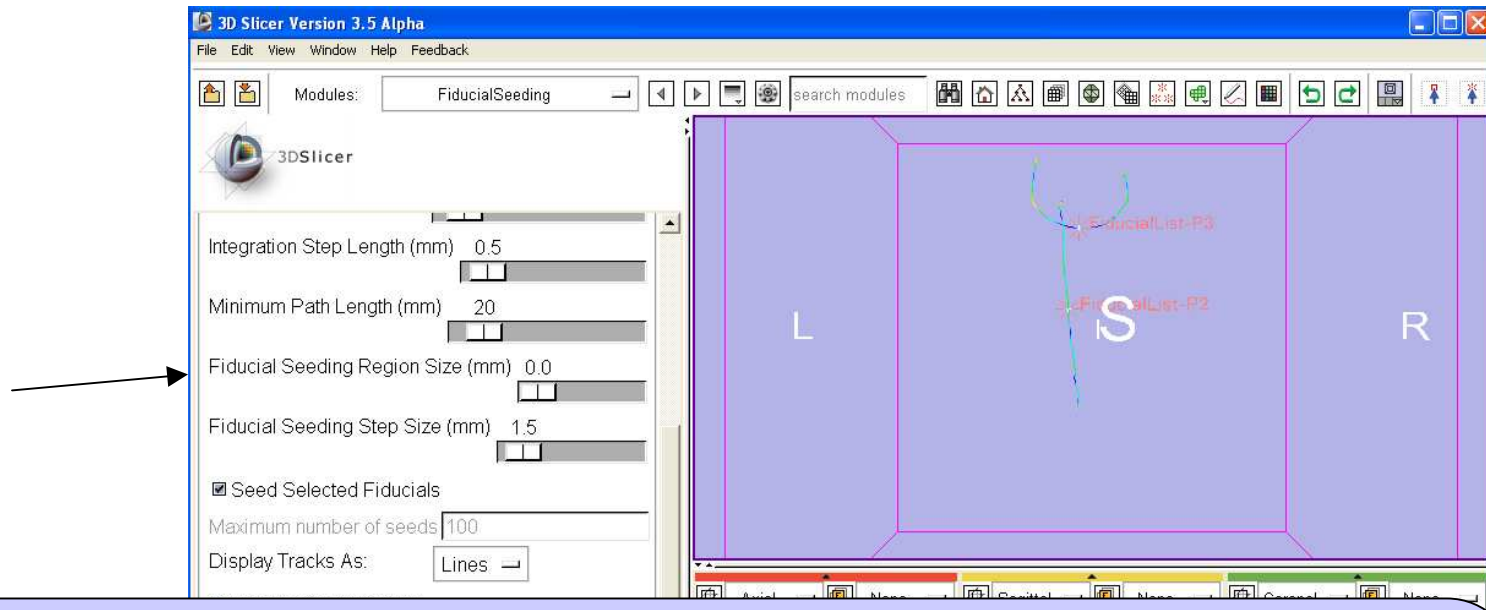 3D Slicer Version 3.5 Alpha
File Edit View Window Help Feedback
Modules: FiducialSeeding search modules
3DSlicer
Integration Step Length (mm) 0.5
Minimum Path Length (mm) 20
Fiducial Seeding Region Size (mm) 0.0
Fiducial Seeding Step Size (mm) 1.5
Seed Selected Fiducials
Maximum number of seeds 100
Display Tracks As: Lines
FiducialList-P3
FiducialList-P2
L
S
R
Axial None Sagittal None Coronal None